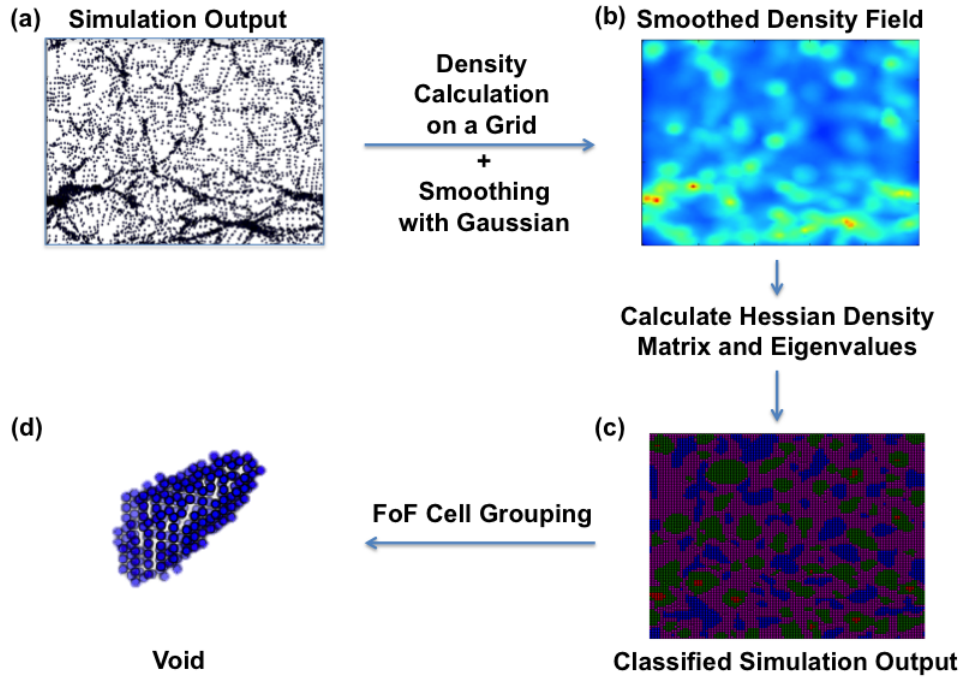 (a)
Simulation Output
Density
Calculation
on a Grid
+
Smoothing
with Gaussian
(b)
Smoothed Density Field
Calculate Hessian Density
Matrix and Eigenvalues
(c)
Classified Simulation Output
FoF Cell Grouping
(d)
Void